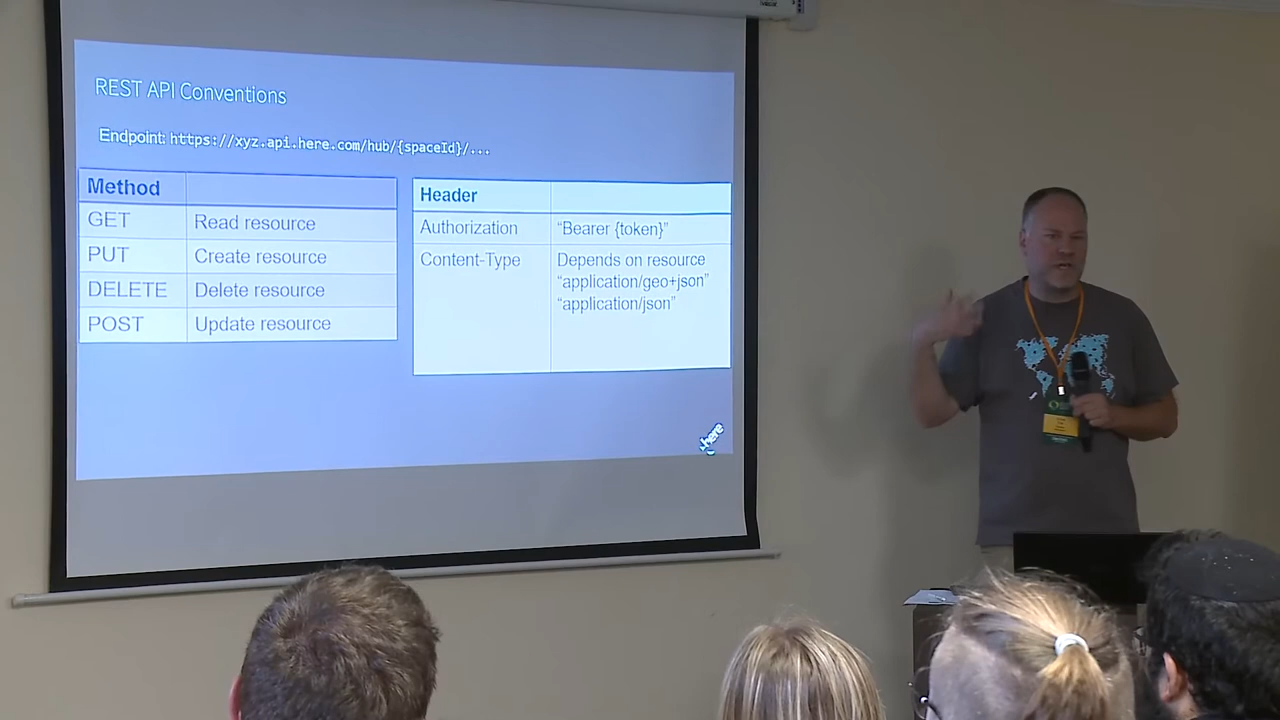 REST API Conventions
Endpoint: https://xyz.api.here.com/hub/{spaceId}/...
Method
GET Read resource
PUT Create resource
DELETE Delete resource
POST Update resource
Header
Authorization "Bearer {token}"
Content-Type Depends on resource
"application/geo+json"
"application/json"
here